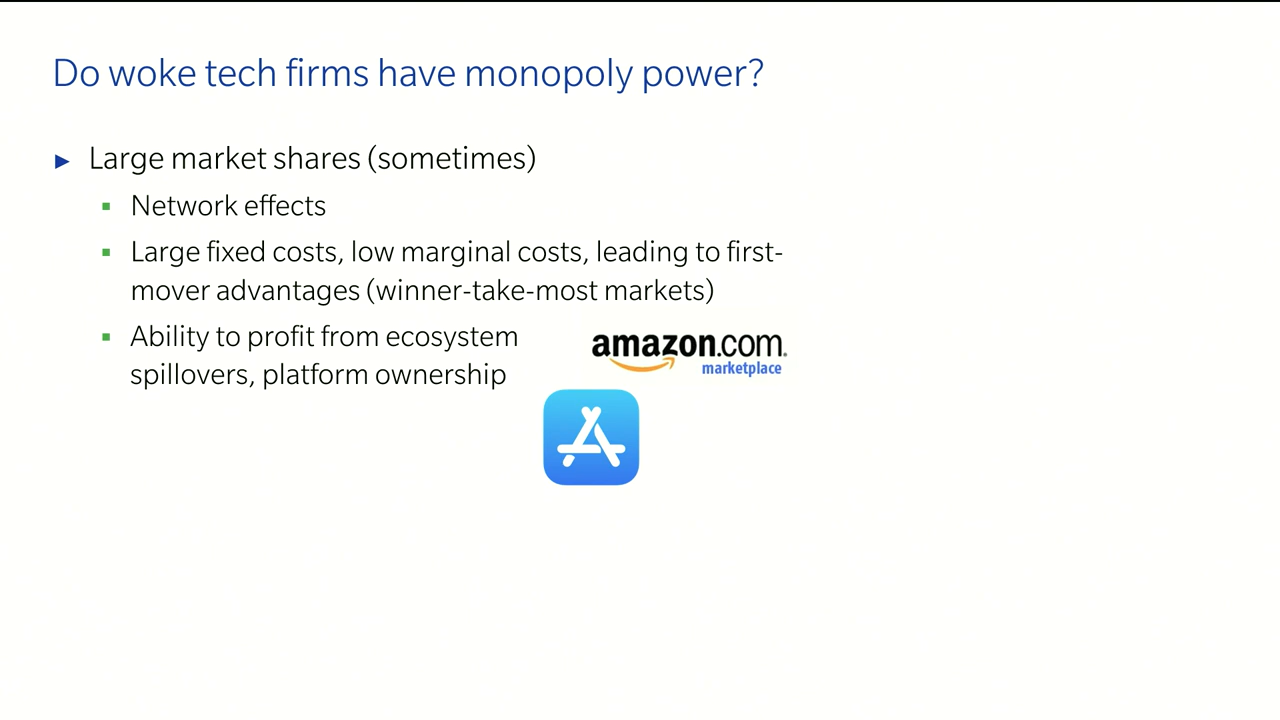 Do woke tech firms have monopoly power?
► Large market shares (sometimes)
▪ Network effects
▪ Large fixed costs, low marginal costs, leading to first-
mover advantages (winner-take-most markets)
▪ Ability to profit from ecosystem
spillovers, platform ownership
amazon.com.
marketplace